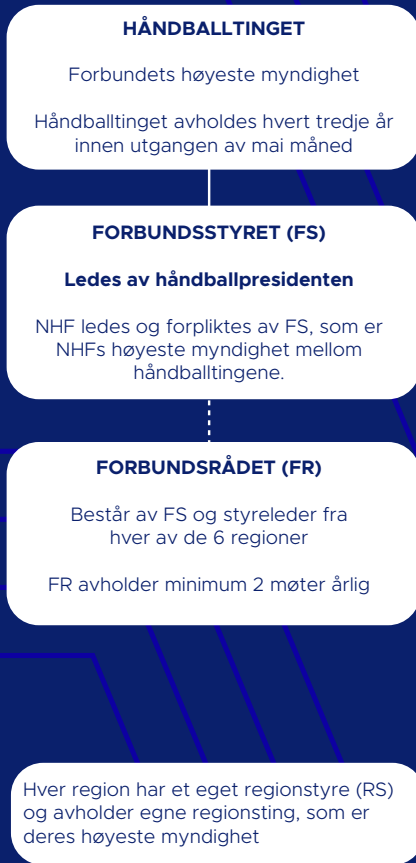 HÅNDBALLTINGET
Forbundets høyeste myndighet
Håndballtinget avholdes hvert tredje år
innen utgangen av mai måned
FORBUNDSSTYRET (FS)
Ledes av håndballpresidenten
NHF ledes og forpliktes av FS, som er
NHFs høyeste myndighet mellom
håndballtingene.
FORBUNDSRÅDET (FR)
Består av FS og styreleder fra
hver av de 6 regioner
FR avholder minimum 2 møter årlig
Hver region har et eget regionstyre (RS)
og avholder egne regionsting, som er
deres høyeste myndighet